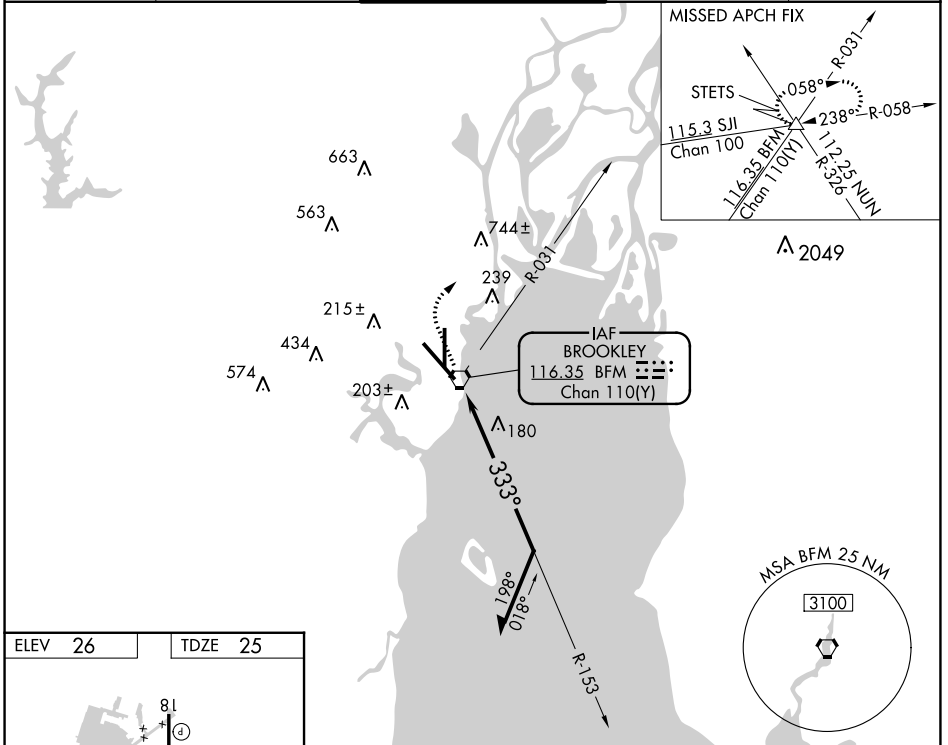 MISSED APCH FIX
R-031
STETS
058°
238°
R-058
115.3 SJI
Chan 100
116.35 BFM
Chan 110(Y)
112.25 NUN
R-326
663
563
744±
2049
R-031
239
215±
434
574
203±
IAF
BROOKLEY
116.35 BFM
Chan 110(Y)
180
333°
198°
018°
R-153
MSA BFM 25 NM
3100
ELEV 26
TDZE 25
18
P